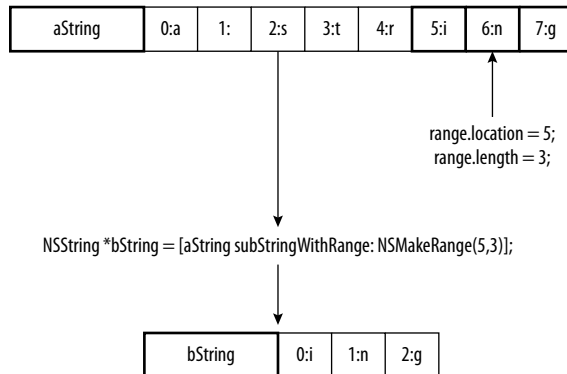 aString 0:a 1: 2:s 3:t 4:r 5:i 6:n 7:g
range.location = 5;
range.length = 3;
NSString *bString = [aString subStringWithRange: NSMakeRange(5,3)];
bString 0:i 1:n 2:g